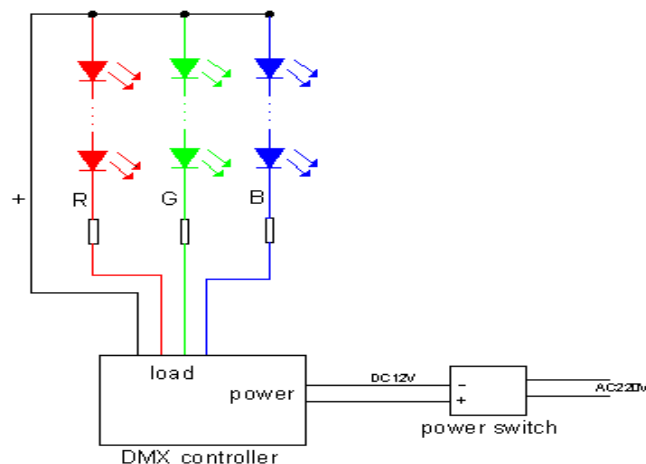 +
R
G
B
load
power
DC12V
-
+
AC220V
power switch
DMX controller